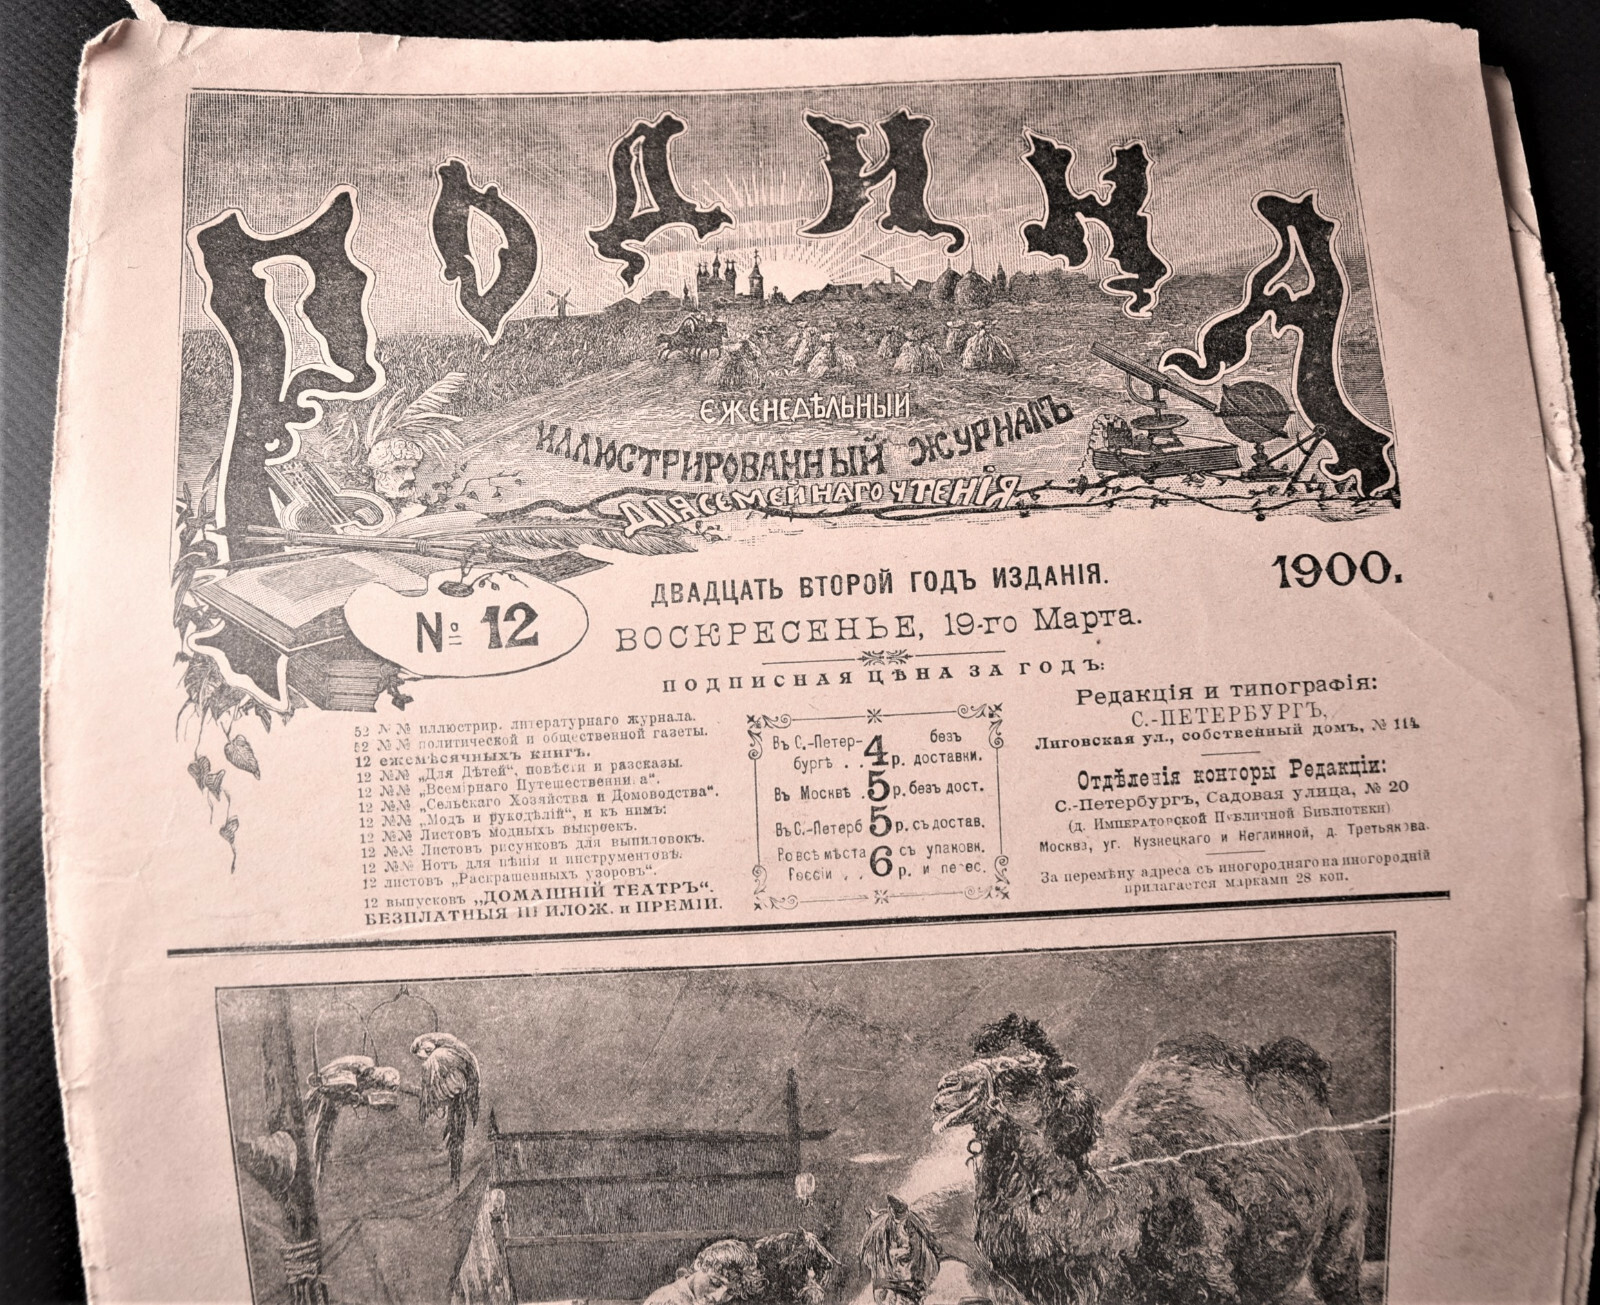 РОДИНА
ЕЖЕНЕДѢЛЬНЫЙ
ИЛЛЮСТРИРОВАННЫЙ ЖУРНАЛЪ
ДЛЯ СЕМЕЙНАГО ЧТЕНІЯ
№ 12
ДВАДЦАТЬ ВТОРОЙ ГОДЪ ИЗДАНІЯ.
1900.
ВОСКРЕСЕНЬЕ, 19-го Марта.
ПОДПИСНАЯ ЦѢНА ЗА ГОДЪ:
52 №№ иллюстрир. литературнаго журнала.
52 №№ политической и общественной газеты.
12 ежемѣсячныхъ книгъ.
12 №№ „Для Дѣтей“, повѣсти и разсказы.
12 №№ „Всемірнаго Путешественника“.
12 №№ „Сельскаго Хозяйства и Домоводства“.
12 №№ „Модъ и рукодѣлій“, и къ нимъ:
12 №№ Листовъ модныхъ выкроекъ.
12 №№ Листовъ рисунковъ для выпиловокъ.
12 №№ Нотъ для пѣнія и инструментовъ.
12 листовъ „Раскрашенныхъ узоровъ“.
12 выпусковъ „ДОМАШНІЙ ТЕАТРЪ“.
БЕЗПЛАТНЫЯ ПРИЛОЖ. и ПРЕМІИ.
Въ С.-Петербургѣ . . 4 р. безъ доставки.
Въ Москвѣ . 5 р. безъ дост.
Въ С.-Петерб 5 р. съ достав.
Во всѣ мѣста Россіи . . 6 р. съ упаковк. и перес.
Редакція и типографія:
С.-ПЕТЕРБУРГЪ,
Лиговская ул., собственный домъ, № 114.
Отдѣленія конторы Редакціи:
С.-Петербургъ, Садовая улица, № 20
(д. Императорской Публичной Библіотеки)
Москва, уг. Кузнецкаго и Неглинной, д. Третьякова.
За перемѣну адреса съ иногородняго на иногородній
прилагается марками 28 коп.